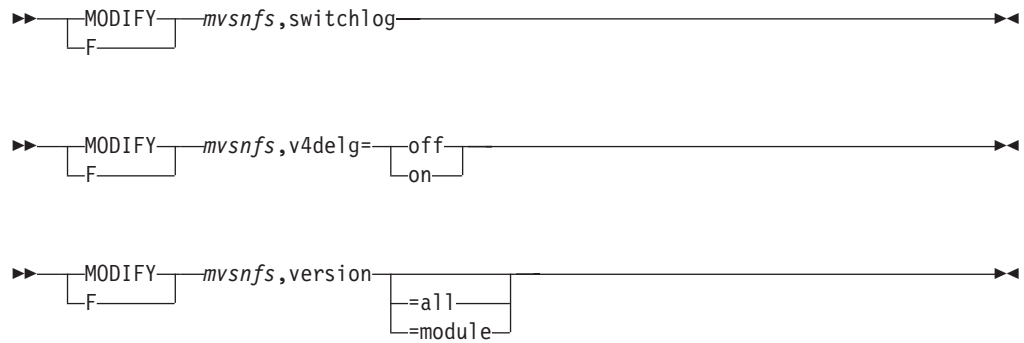 MODIFY mvsnfs,switchlog
F
MODIFY mvsnfs,v4delg= off
F on
MODIFY mvsnfs,version
F =all
=module